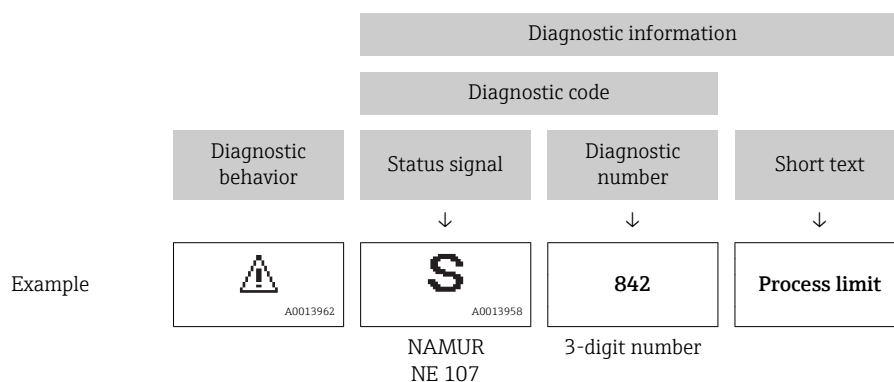 Diagnostic information
Diagnostic code
Diagnostic
behavior
Status signal
Diagnostic
number
Short text
↓
↓
↓
Example
A0013962
S
A0013958
842
Process limit
NAMUR
NE 107
3-digit number